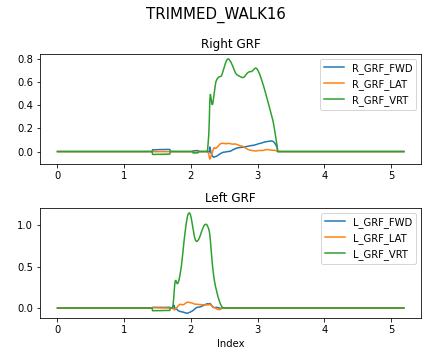 TRIMMED_WALK16
Right GRF
0.8
0.6
0.4
0.2
0.0
R_GRF_FWD
R_GRF_LAT
R_GRF_VRT
0 1 2 3 4 5
Left GRF
1.0
0.5
0.0
L_GRF_FWD
L_GRF_LAT
L_GRF_VRT
0 1 2 3 4 5
Index